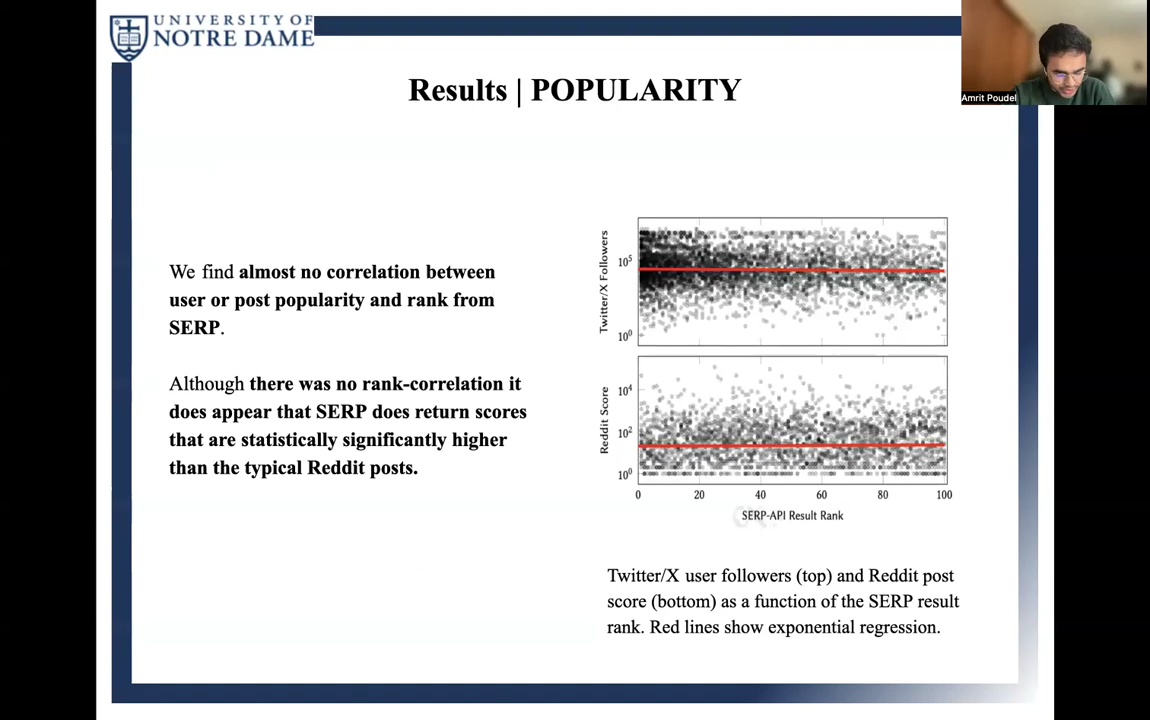 UNIVERSITY OF
NOTRE DAME
Amrit Poudel
Results | POPULARITY
We find almost no correlation between
user or post popularity and rank from
SERP.
Although there was no rank-correlation it
does appear that SERP does return scores
that are statistically significantly higher
than the typical Reddit posts.
Twitter/X Followers
10⁵
10⁰
Reddit Score
10⁴
10²
10⁰
0 20 40 60 80 100
SERP-API Result Rank
Twitter/X user followers (top) and Reddit post
score (bottom) as a function of the SERP result
rank. Red lines show exponential regression.